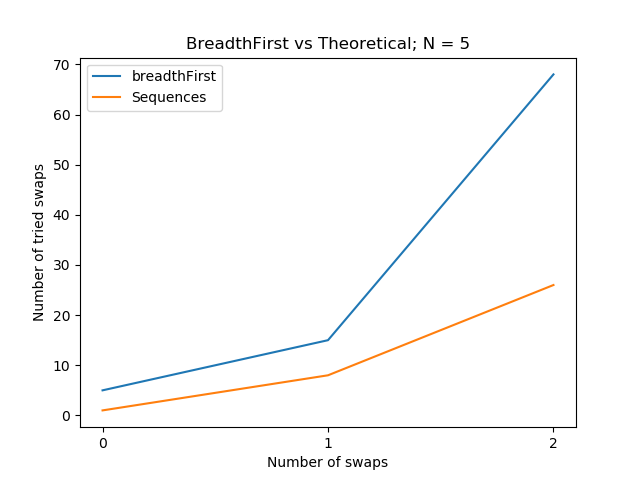 BreadthFirst vs Theoretical; N = 5
breadthFirst
Sequences
Number of tried swaps
70
60
50
40
30
20
10
0
0 1 2
Number of swaps